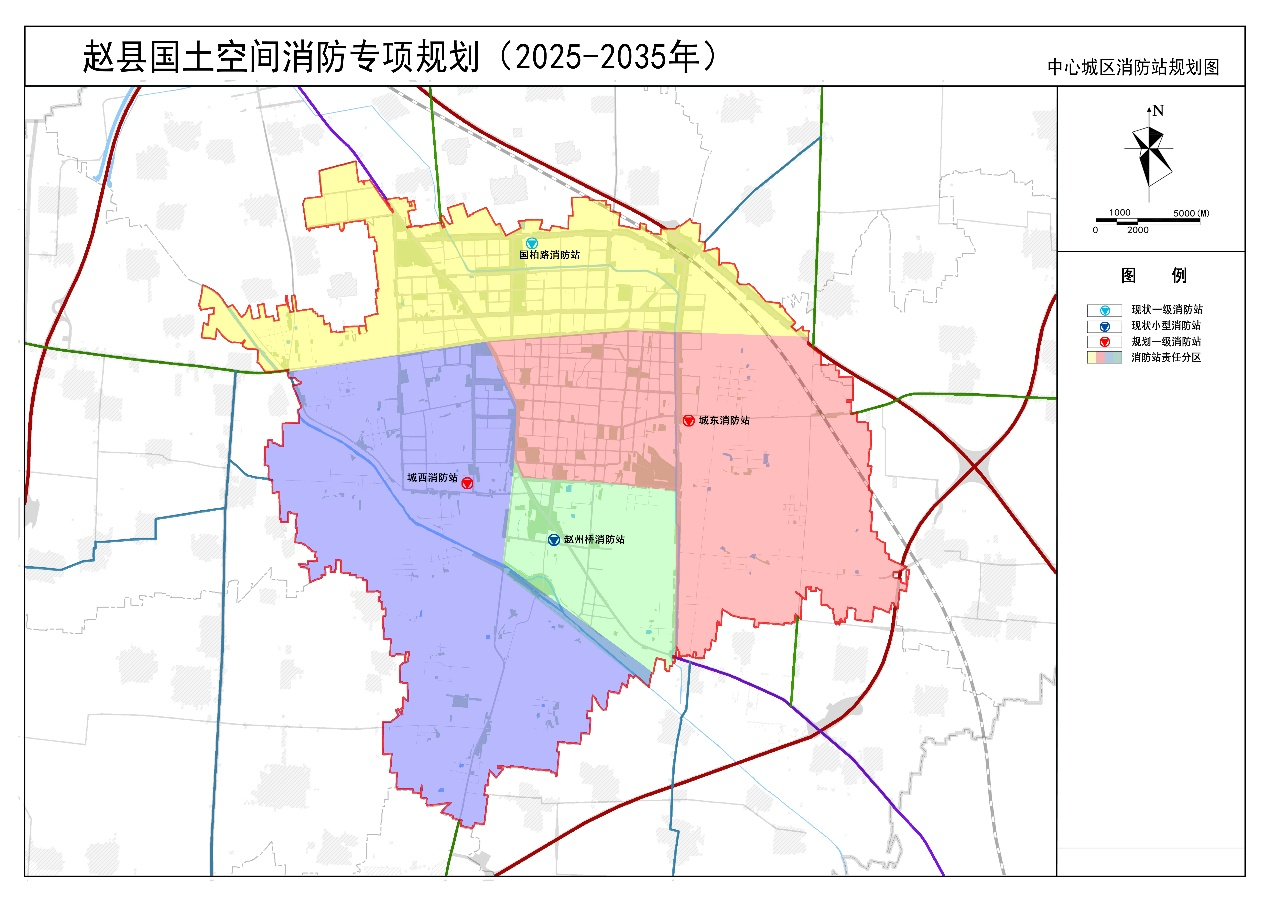 赵县国土空间消防专项规划（2025-2035年）
中心城区消防站规划图
N
1000 5000(M)
0 2000
图 例
现状一级消防站
现状小型消防站
规划一级消防站
消防站责任分区
国柏路消防站
城东消防站
城西消防站
赵州桥消防站